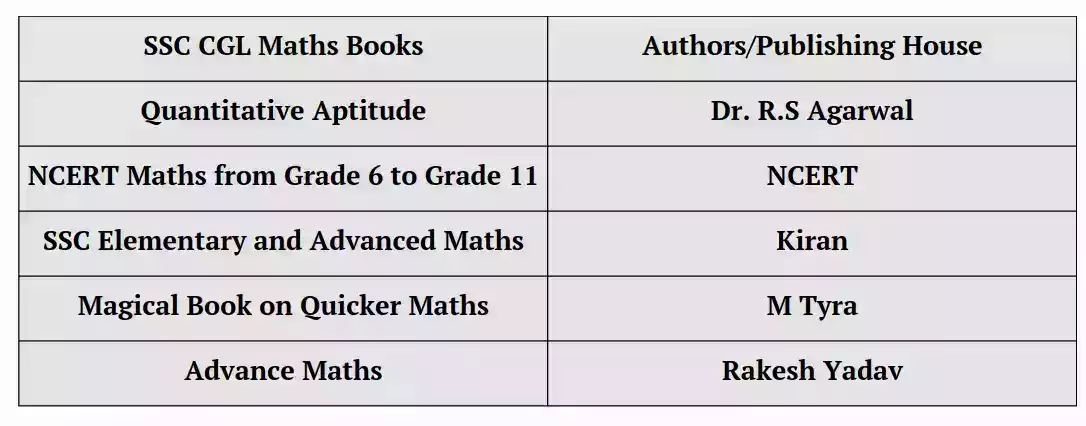 SSC CGL Maths Books Authors/Publishing House
Quantitative Aptitude Dr. R.S Agarwal
NCERT Maths from Grade 6 to Grade 11 NCERT
SSC Elementary and Advanced Maths Kiran
Magical Book on Quicker Maths M Tyra
Advance Maths Rakesh Yadav